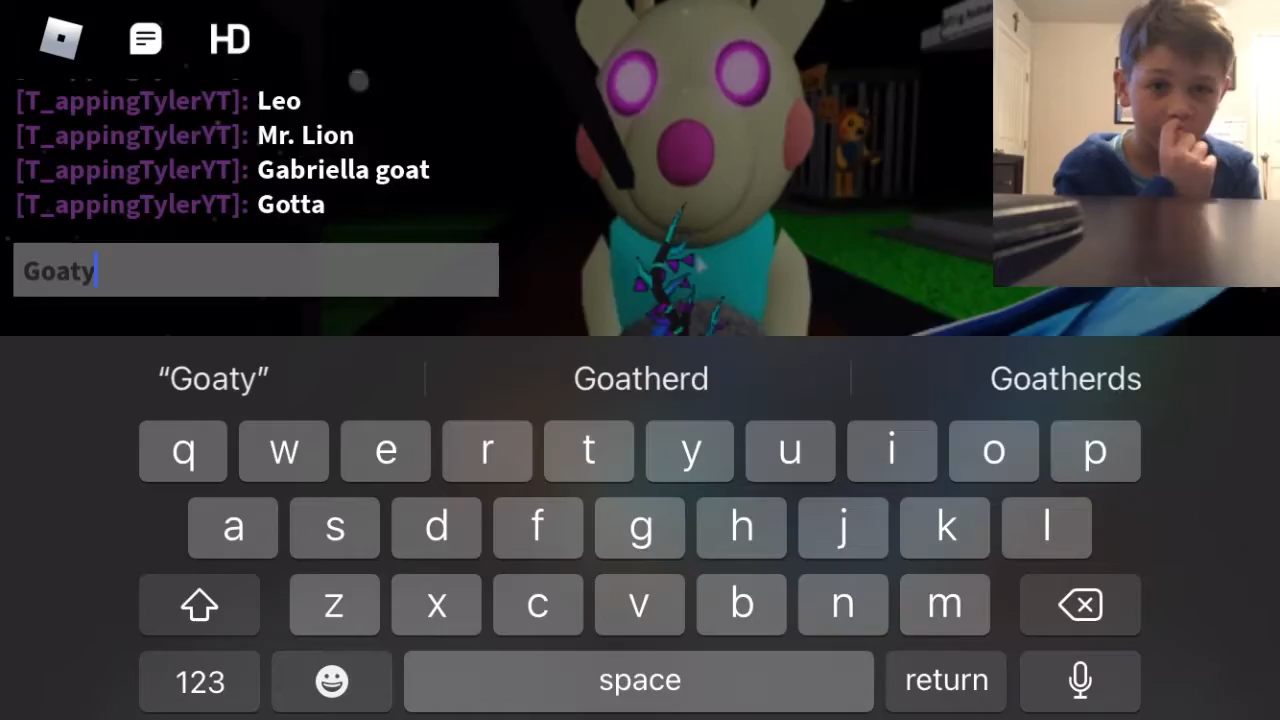 HD
[T_appingTylerYT]: Leo
[T_appingTylerYT]: Mr. Lion
[T_appingTylerYT]: Gabriella goat
[T_appingTylerYT]: Gotta
Goaty
“Goaty” Goatherd Goatherds
q w e r t y u i o p
a s d f g h j k l
z x c v b n m
123 space return